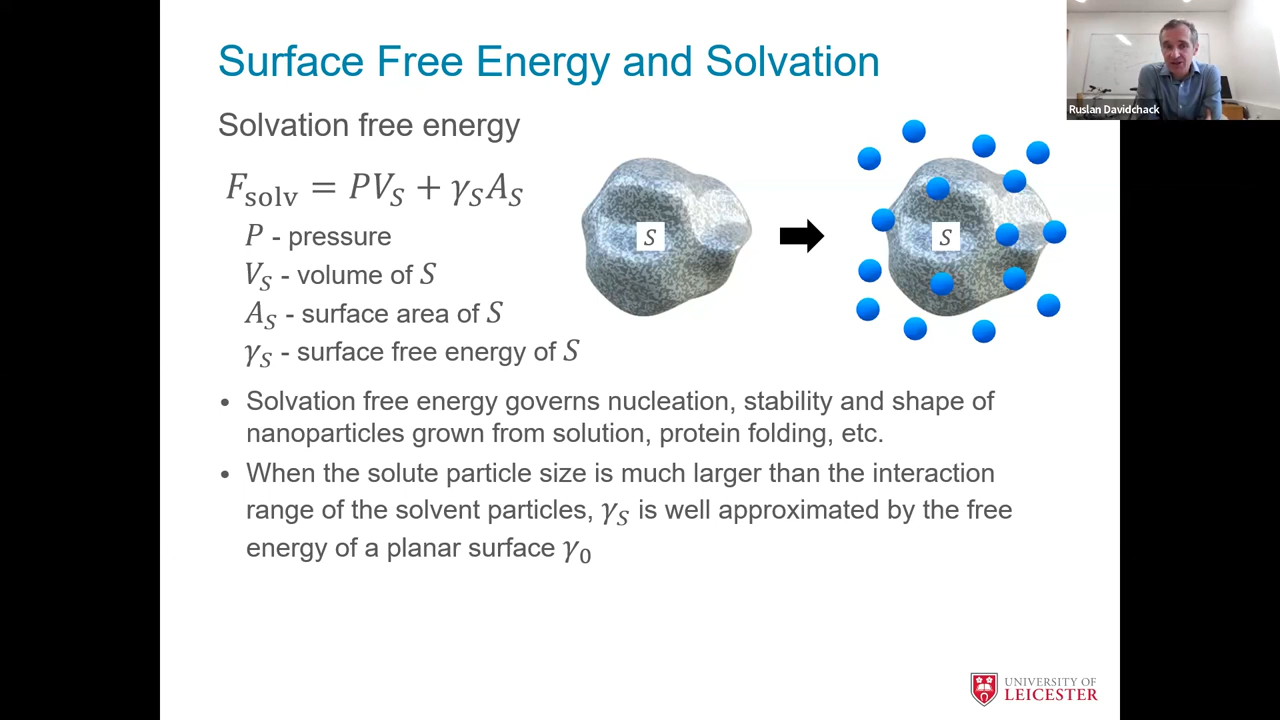 Surface Free Energy and Solvation
Ruslan Davidchack
Solvation free energy
F_solv = PV_S + γ_S A_S
P - pressure
V_S - volume of S
A_S - surface area of S
γ_S - surface free energy of S
S
S
• Solvation free energy governs nucleation, stability and shape of
nanoparticles grown from solution, protein folding, etc.
• When the solute particle size is much larger than the interaction
range of the solvent particles, γ_S is well approximated by the free
energy of a planar surface γ_0
UNIVERSITY OF
LEICESTER